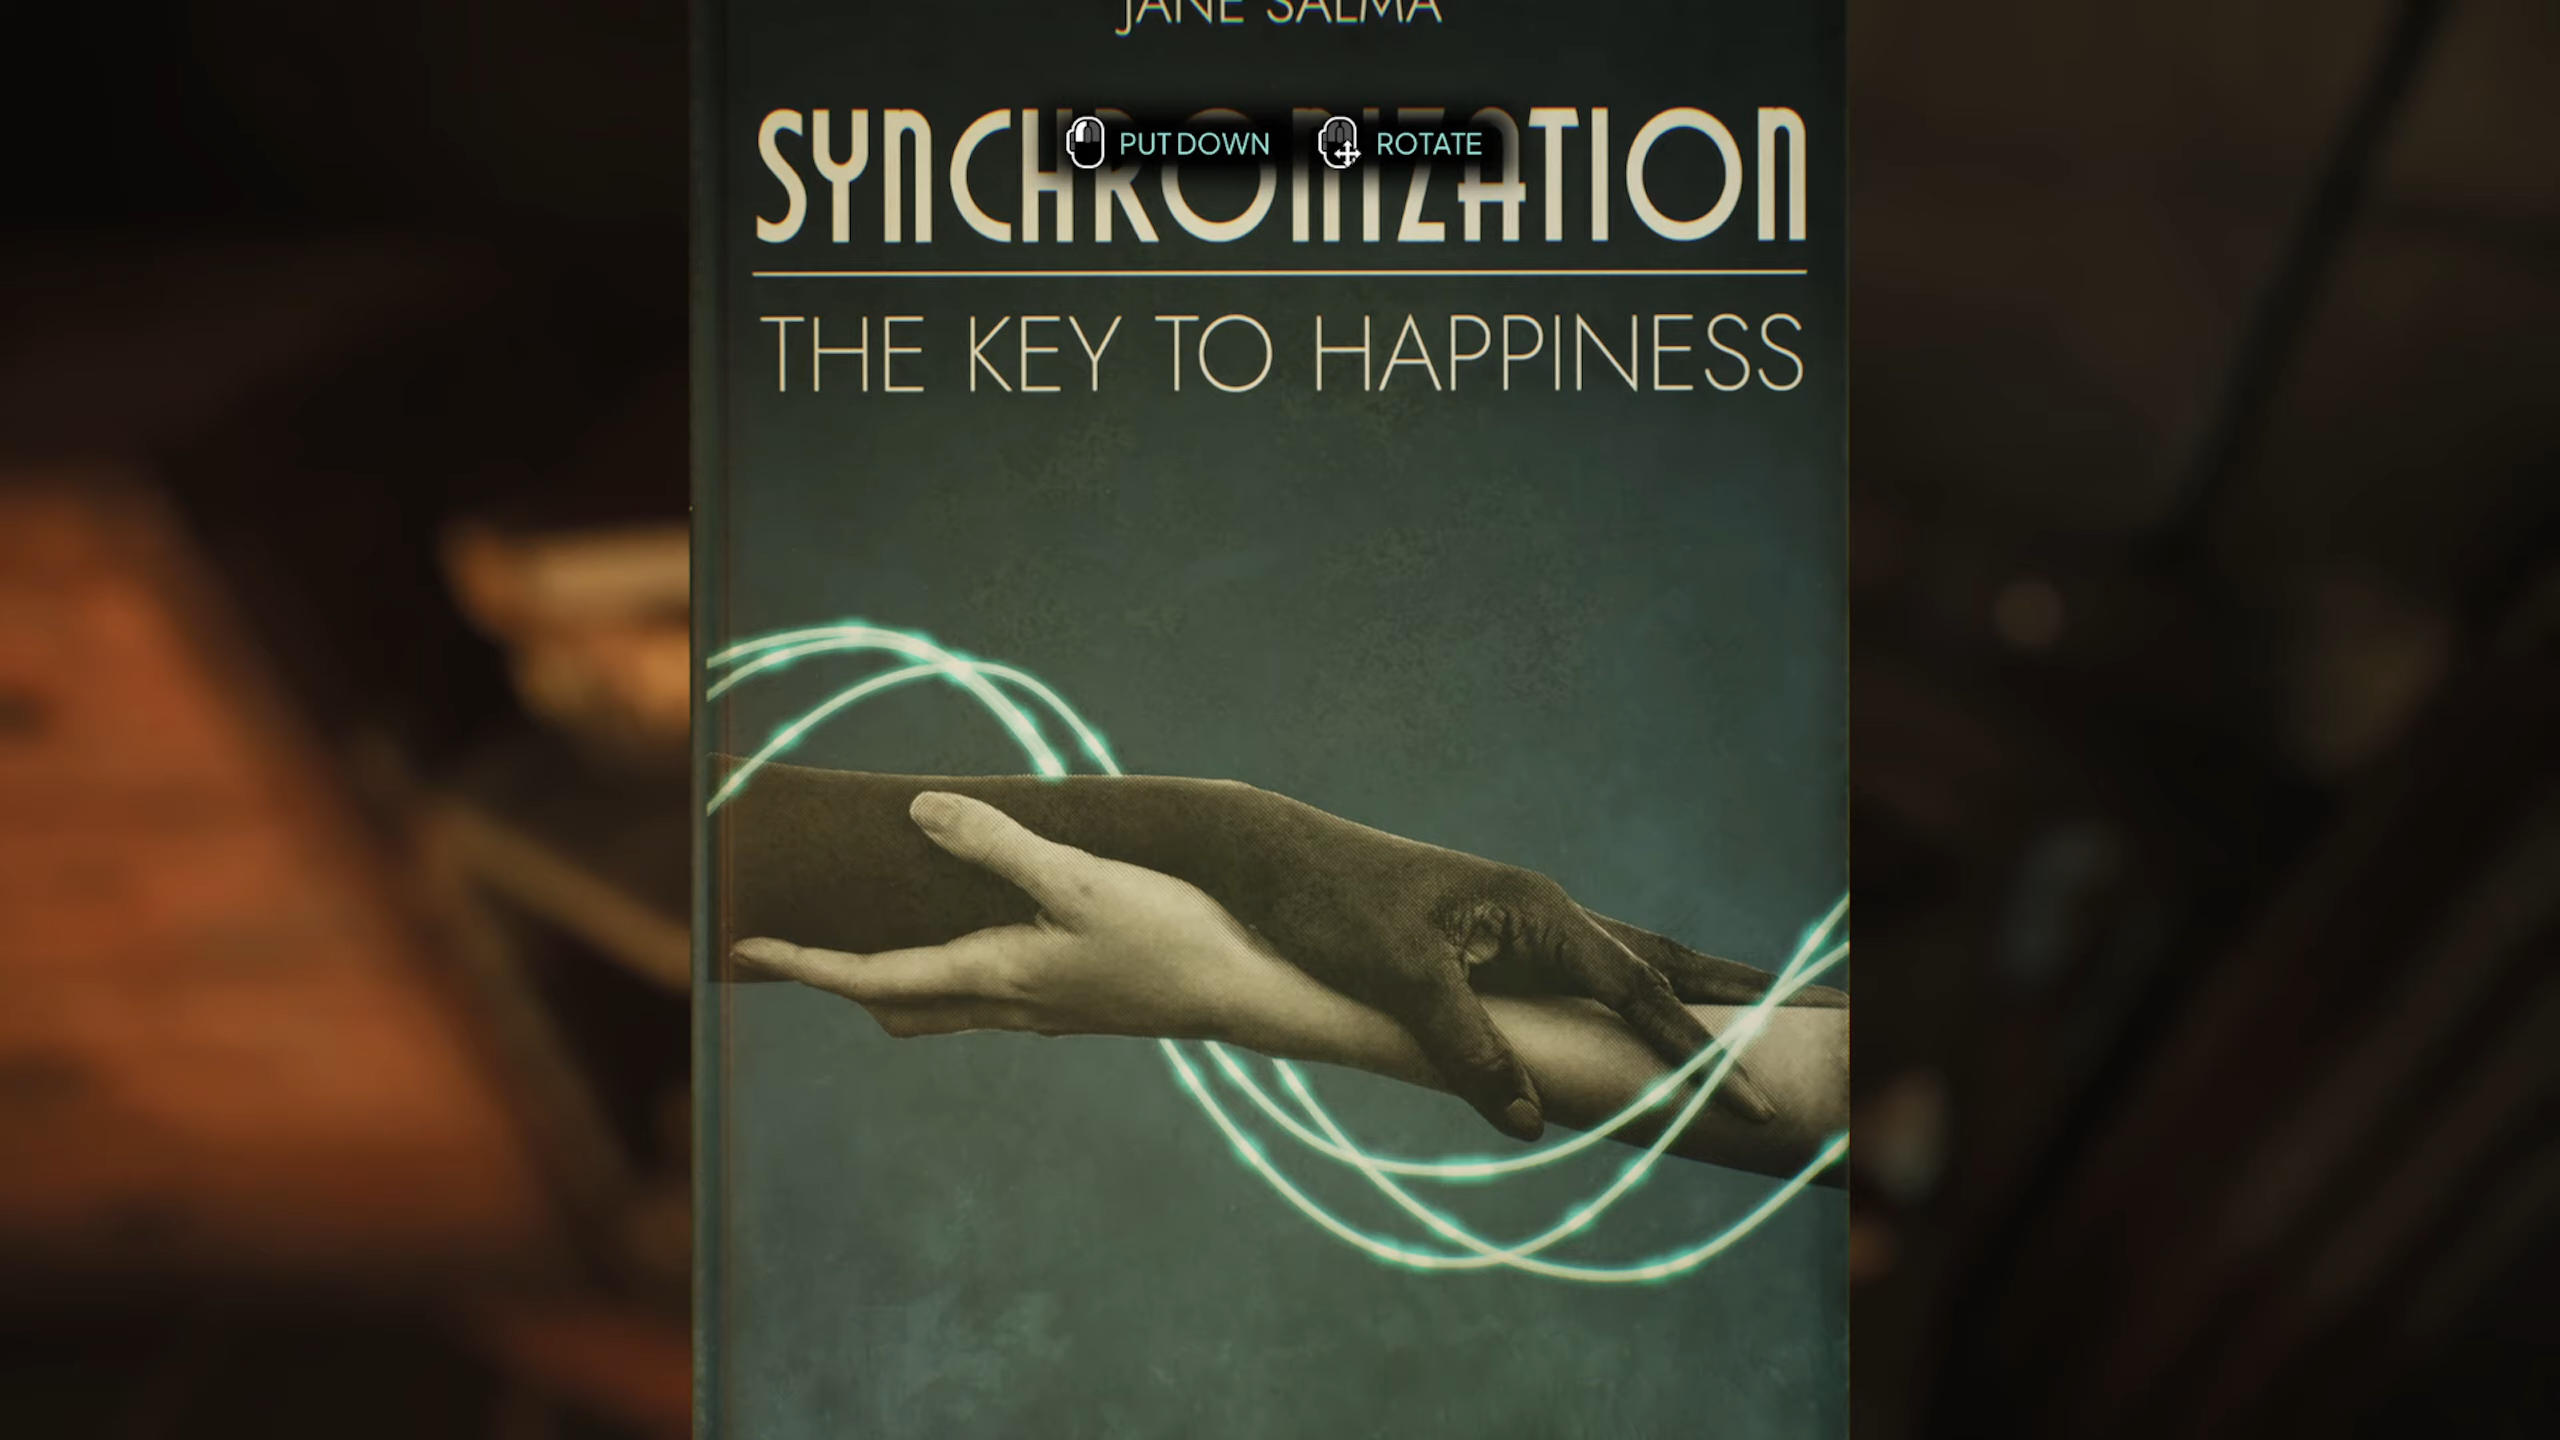 JANE SALMA
SYNCHRONIZATION
PUT DOWN ROTATE
THE KEY TO HAPPINESS